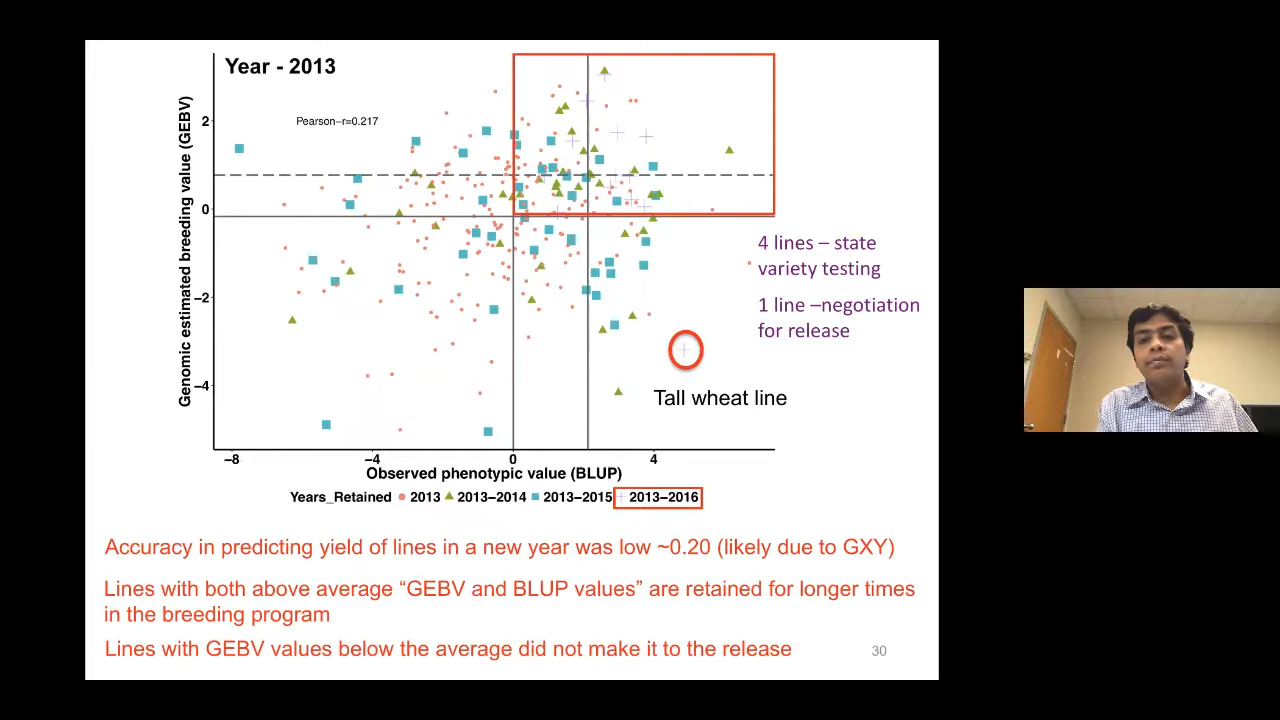 Year - 2013
Pearson-r=0.217
Genomic estimated breeding value (GEBV)
2
0
−2
−4
−8
−4
0
4
Observed phenotypic value (BLUP)
Years_Retained 2013 2013−2014 2013−2015 2013−2016
4 lines – state
variety testing
1 line –negotiation
for release
Tall wheat line
Accuracy in predicting yield of lines in a new year was low ~0.20 (likely due to GXY)
Lines with both above average “GEBV and BLUP values” are retained for longer times
in the breeding program
Lines with GEBV values below the average did not make it to the release
30